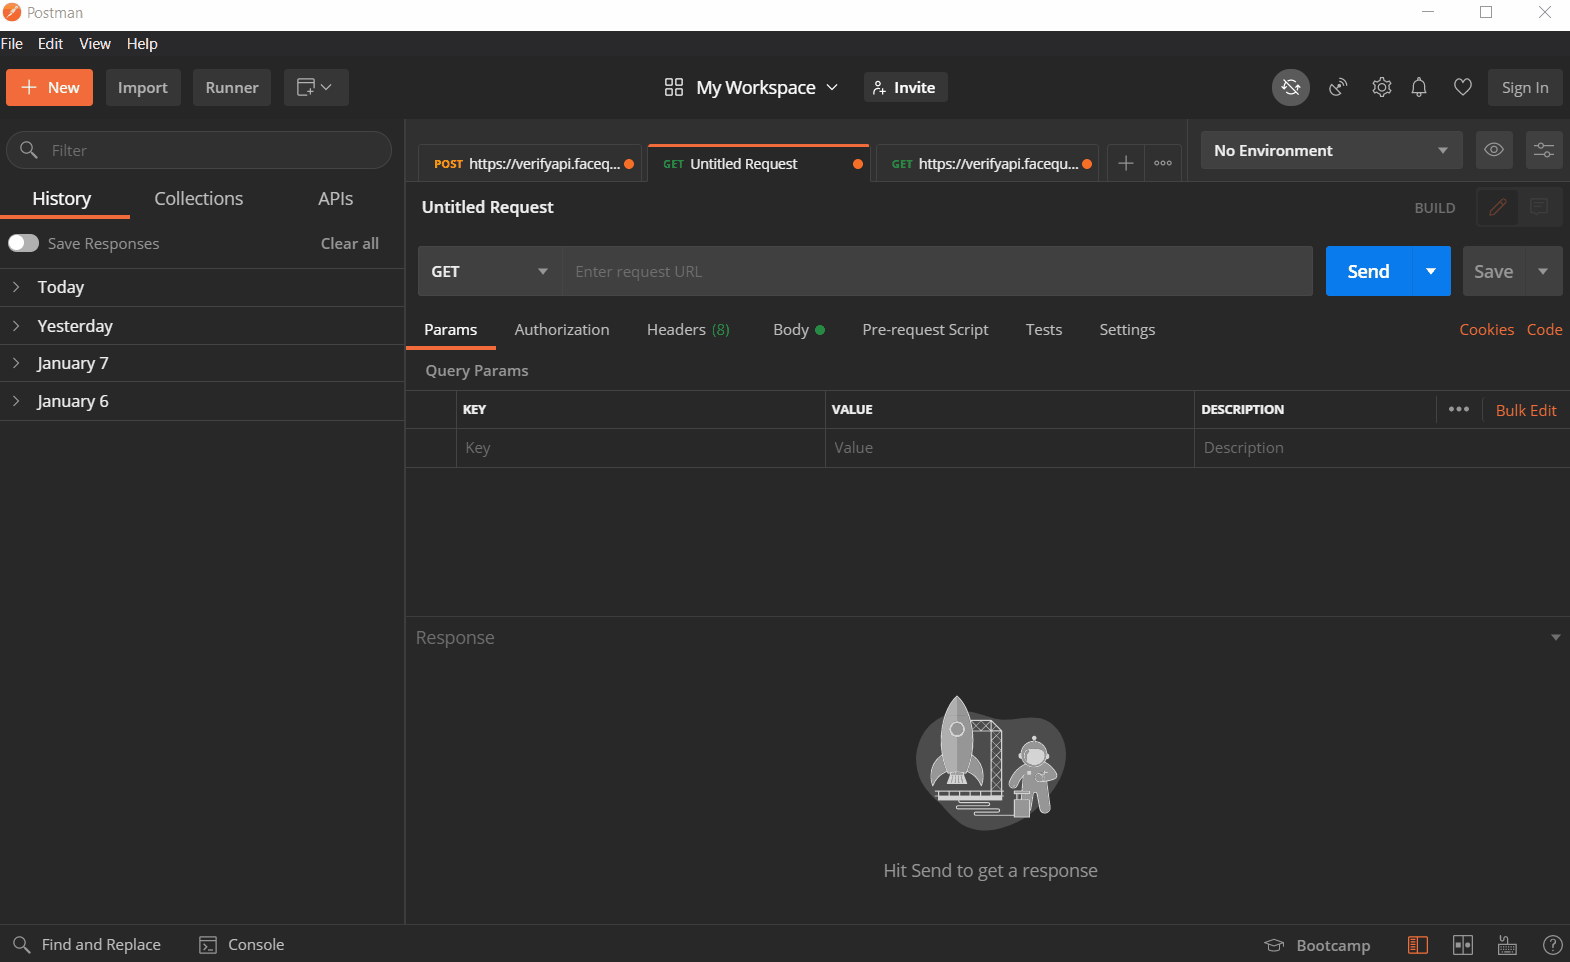 Postman
File Edit View Help
New Import Runner My Workspace Invite Sign In
Filter
History Collections APIs
Save Responses Clear all
Today
Yesterday
January 7
January 6
POST https://verifyapi.faceq... GET Untitled Request GET https://verifyapi.facequ... No Environment
Untitled Request BUILD
GET Enter request URL Send Save
Params Authorization Headers (8) Body Pre-request Script Tests Settings Cookies Code
Query Params
KEY VALUE DESCRIPTION Bulk Edit
Key Value Description
Response
Hit Send to get a response
Find and Replace Console Bootcamp